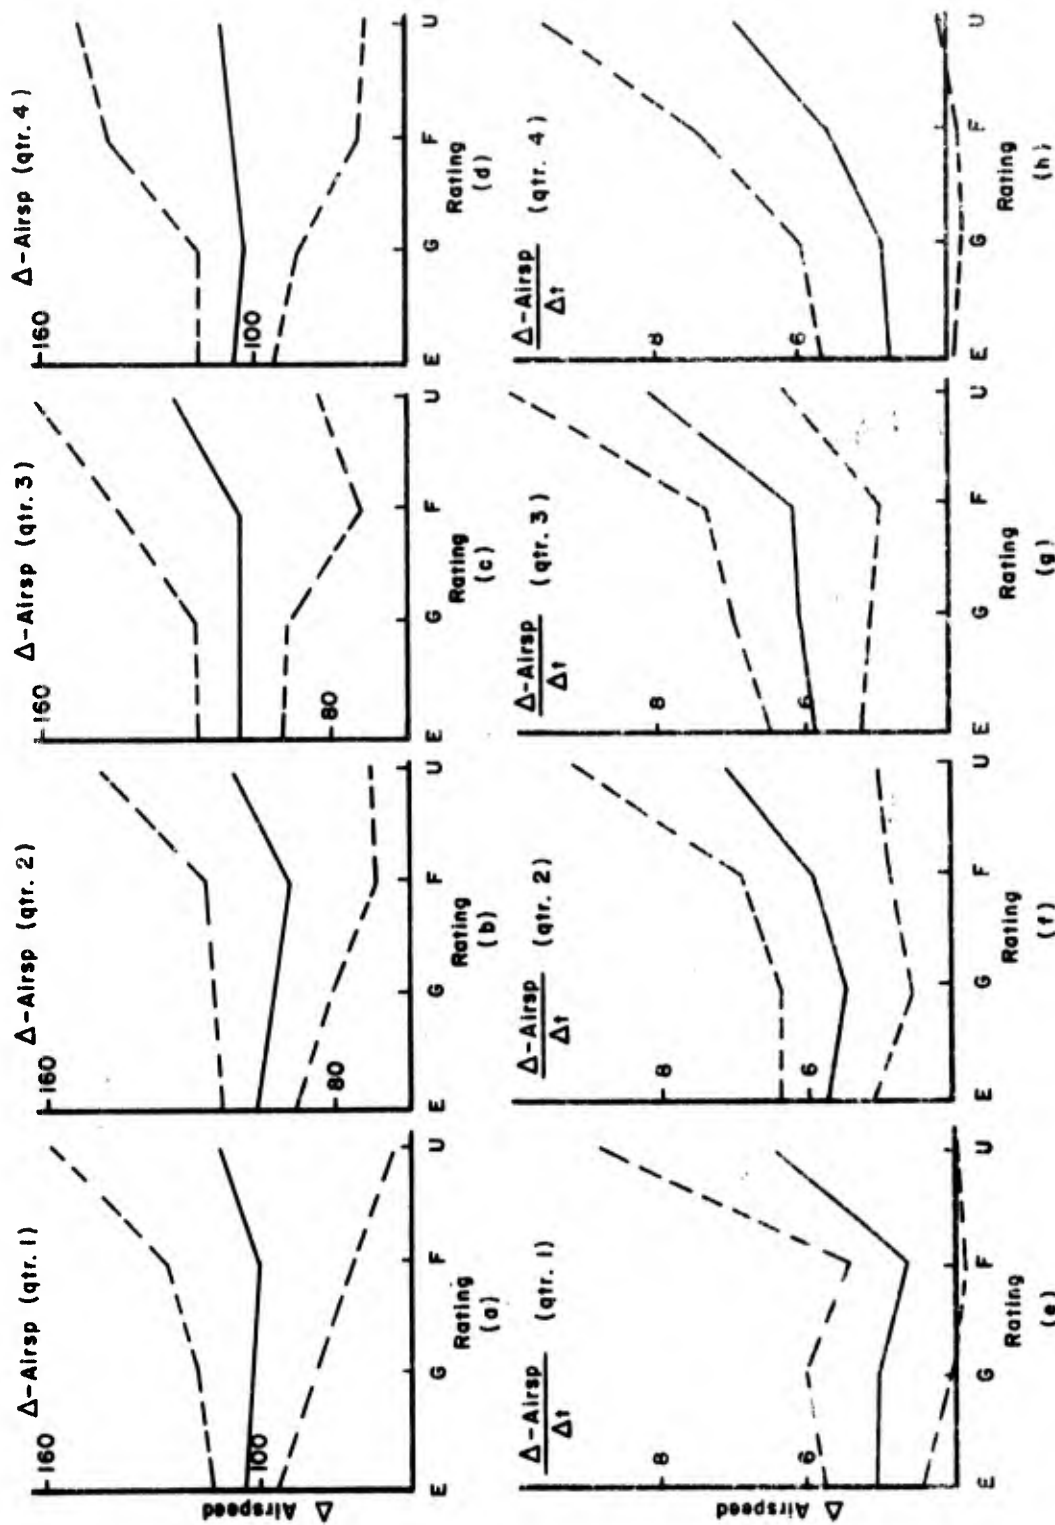 Δ-Airsp (qtr. 1)
160
100
Δ Airspeed
E G F U
Rating
(a)
Δ-Airsp (qtr. 2)
160
80
E G F U
Rating
(b)
Δ-Airsp (qtr. 3)
160
80
E G F U
Rating
(c)
Δ-Airsp (qtr. 4)
160
100
E G F U
Rating
(d)
Δ-Airsp
Δt
(qtr. 1)
8
6
Δ Airspeed
E G F U
Rating
(e)
Δ-Airsp
Δt
(qtr. 2)
8
6
E G F U
Rating
(f)
Δ-Airsp
Δt
(qtr. 3)
8
6
E G F U
Rating
(g)
Δ-Airsp
Δt
(qtr. 4)
8
6
E G F U
Rating
(h)